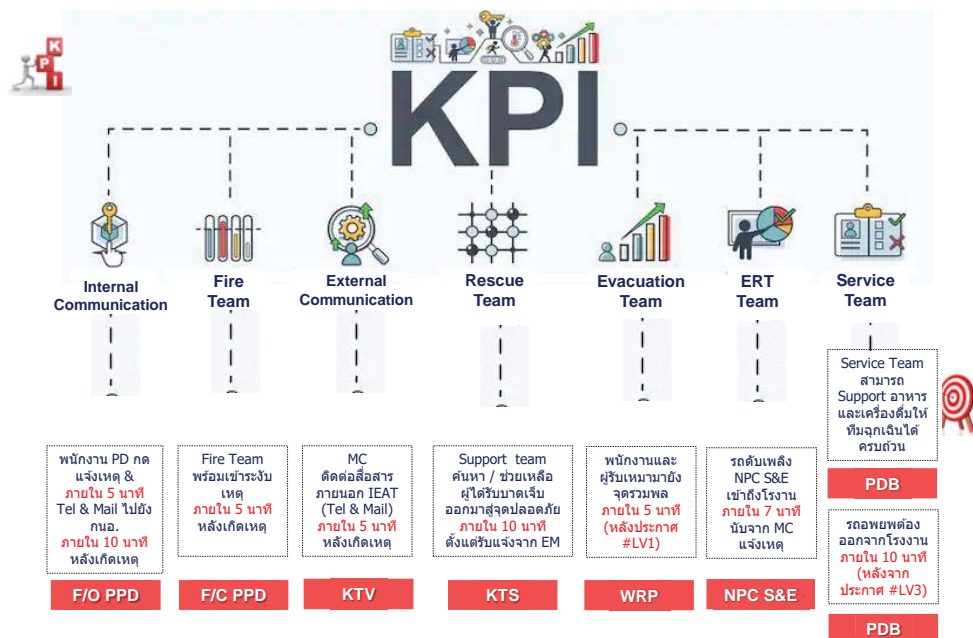 KPI
KPI
Internal
Communication
Fire
Team
External
Communication
Rescue
Team
Evacuation
Team
ERT
Team
Service
Team
พนักงาน PD กด
แจ้งเหตุ &
ภายใน 5 นาที
Tel & Mail ไปยัง
กนอ.
ภายใน 10 นาที
หลังเกิดเหตุ
F/O PPD
Fire Team
พร้อมเข้าระงับ
เหตุ
ภายใน 5 นาที
หลังเกิดเหตุ
F/C PPD
MC
ติดต่อสื่อสาร
ภายนอก IEAT
(Tel & Mail)
ภายใน 5 นาที
หลังเกิดเหตุ
KTV
Support team
ค้นหา / ช่วยเหลือ
ผู้ได้รับบาดเจ็บ
ออกมาสู่จุดปลอดภัย
ภายใน 10 นาที
ตั้งแต่รับแจ้งจาก EM
KTS
พนักงานและ
ผู้รับเหมามายัง
จุดรวมพล
ภายใน 5 นาที
(หลังประกาศ
#LV1)
WRP
รถดับเพลิง
NPC S&E
เข้าถึงโรงงาน
ภายใน 7 นาที
นับจาก MC
แจ้งเหตุ
NPC S&E
Service Team
สามารถ
Support อาหาร
และเครื่องดื่มให้
ทีมฉุกเฉินได้
ครบถ้วน
PDB
รถอพยพต้อง
ออกจากโรงงาน
ภายใน 10 นาที
(หลังจาก
ประกาศ #LV3)
PDB